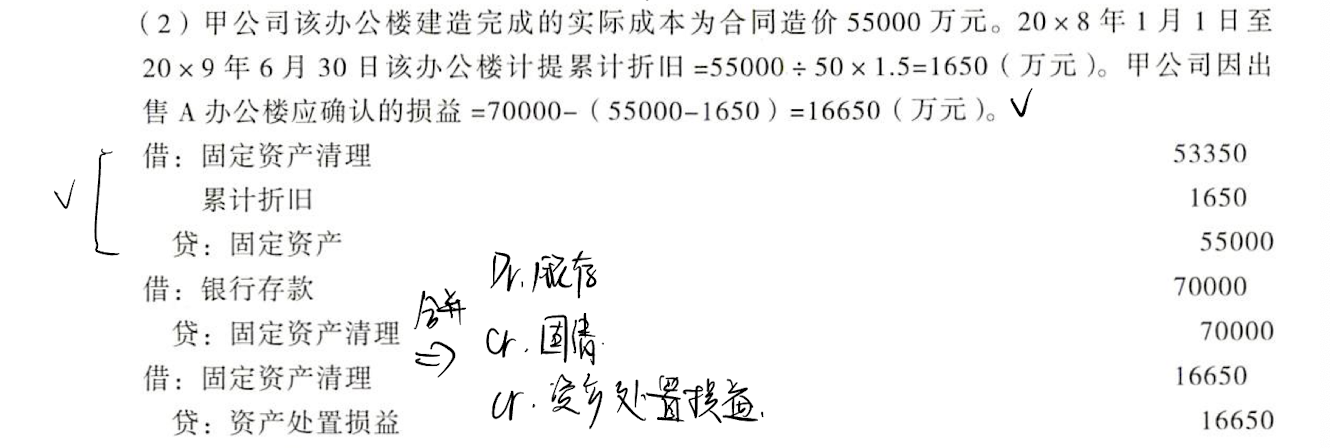 （2）甲公司该办公楼建造完成的实际成本为合同造价 55000 万元。20×8 年 1 月 1 日至
20×9 年 6 月 30 日该办公楼计提累计折旧 =55000÷50×1.5=1650（万元）。甲公司因出
售 A 办公楼应确认的损益 =70000-（55000-1650）=16650（万元）。✓
借：固定资产清理 53350
✓ 累计折旧 1650
贷：固定资产 55000
Dr.
借：银行存款 70000
合并
贷：固定资产清理 70000
⇒ Cr. 固清.
借：固定资产清理 16650
Cr. 资产处置损益.
贷：资产处置损益 16650